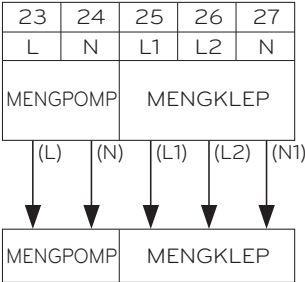 23 24 25 26 27
L N L1 L2 N
MENGPOMP MENGKLEP
(L) (N) (L1) (L2) (N1)
MENGPOMP MENGKLEP